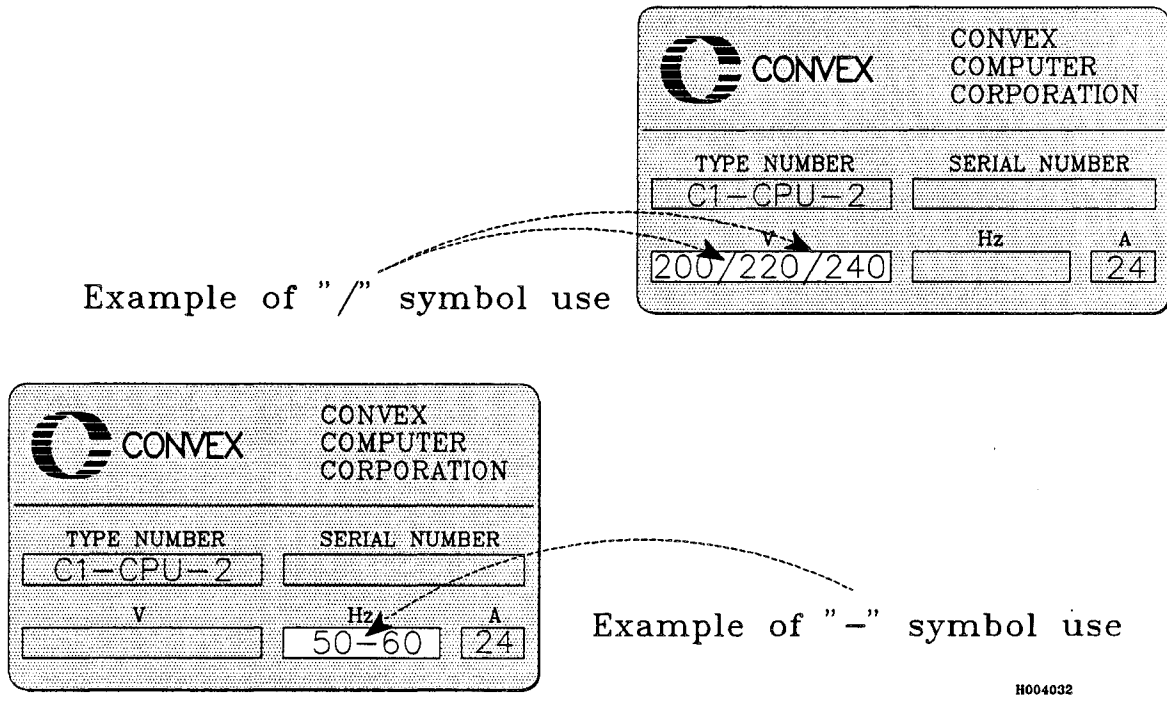 CONVEX
CONVEX
COMPUTER
CORPORATION
TYPE NUMBER
SERIAL NUMBER
C1-CPU-2
V
Hz
A
200/220/240
24
Example of "/" symbol use
CONVEX
CONVEX
COMPUTER
CORPORATION
TYPE NUMBER
SERIAL NUMBER
C1-CPU-2
V
Hz
A
50-60
24
Example of "-" symbol use
H004032